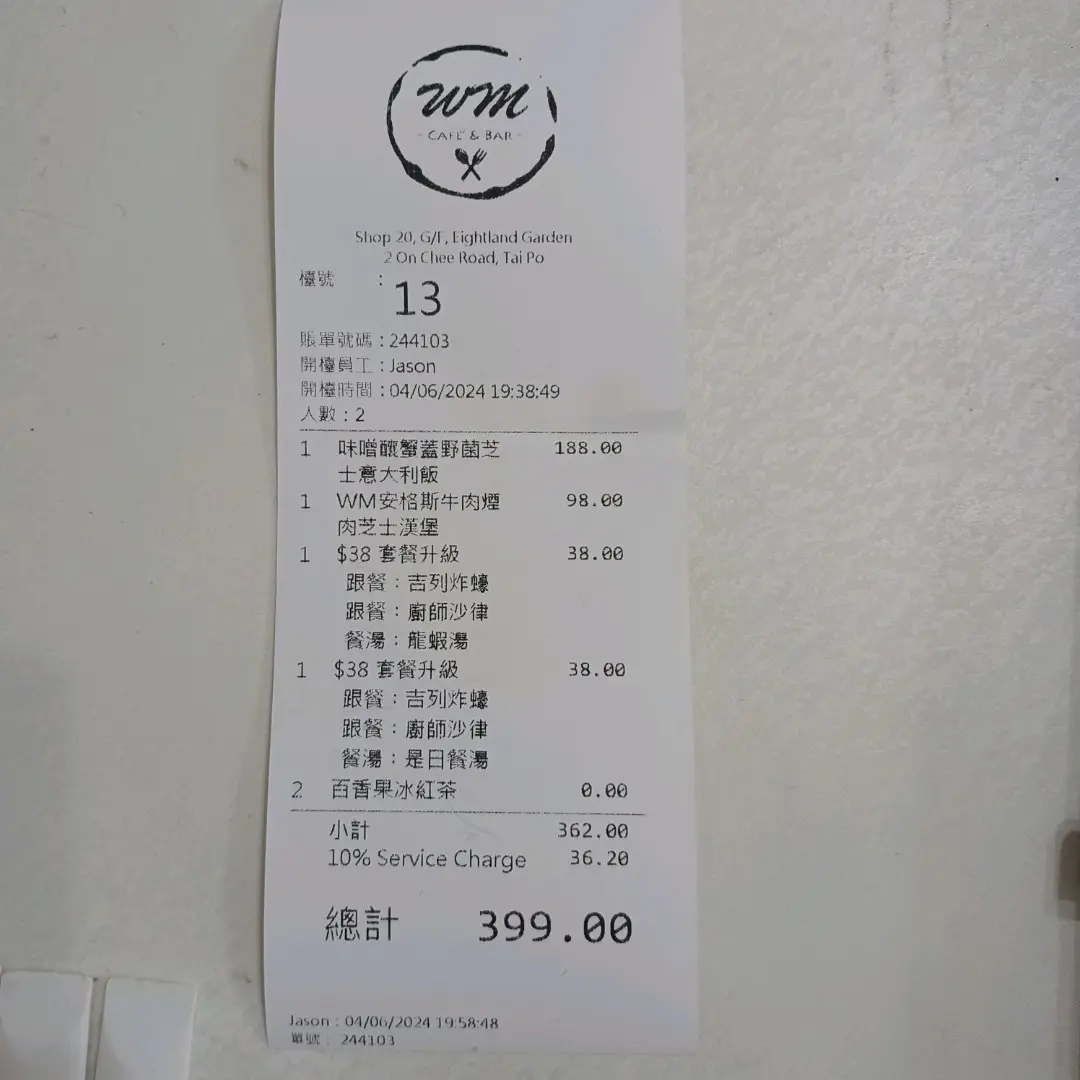 WM
- CAFE' & BAR -
Shop 20, G/F, Eightland Garden
2 On Chee Road, Tai Po
檯號 : 13
賬單號碼 : 244103
開檯員工 : Jason
開檯時間 : 04/06/2024 19:38:49
人數 : 2
1 味噌釀蟹蓋野菌芝 188.00
士意大利飯
1 WM安格斯牛肉煙 98.00
肉芝士漢堡
1 $38 套餐升級 38.00
跟餐 : 吉列炸蠔
跟餐 : 廚師沙律
餐湯 : 龍蝦湯
1 $38 套餐升級 38.00
跟餐 : 吉列炸蠔
跟餐 : 廚師沙律
餐湯 : 是日餐湯
2 百香果冰紅茶 0.00
小計 362.00
10% Service Charge 36.20
總計 399.00
Jason : 04/06/2024 19:58:48
單號 : 244103